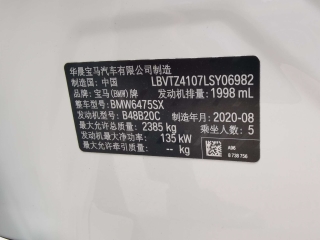 华晨宝马汽车有限公司制造
制造国: 中国 LBVTZ4107LSY06982
品牌: 宝马(BMW)牌 发动机排量: 1998 mL
整车型号: BMW6475SX
发动机型号: B48B20C 制造年月: 2020-08
最大允许总质量: 2385 kg 乘坐人数: 5
最大净功率: 135 kW
最大允许牵引质量: -- kg
A90
8 738 756